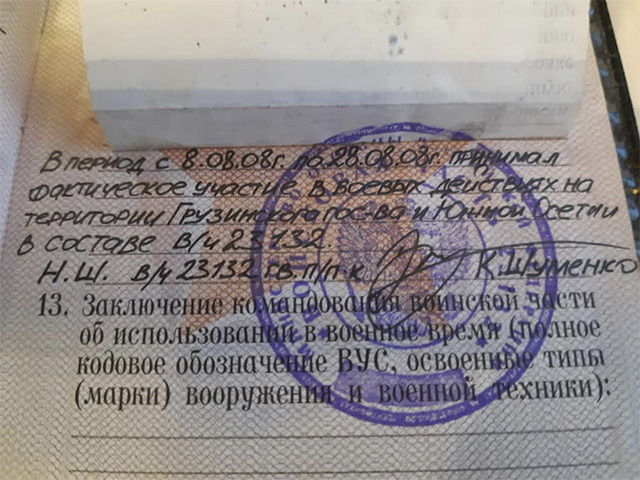 В период с 8.08.08г. по 28.08.08г. принимал
фактическое участие в боевых действиях на
территории Грузинского гос-ва и Южной Осетии
в составе в/ч 23132.
Н.Ш. в/ч 23132 гв. п/п-к К. Шуменко
13. Заключение командования воинской части
об использовании в военное время (полное
кодовое обозначение ВУС, освоенные типы
(марки) вооружения и военной техники):